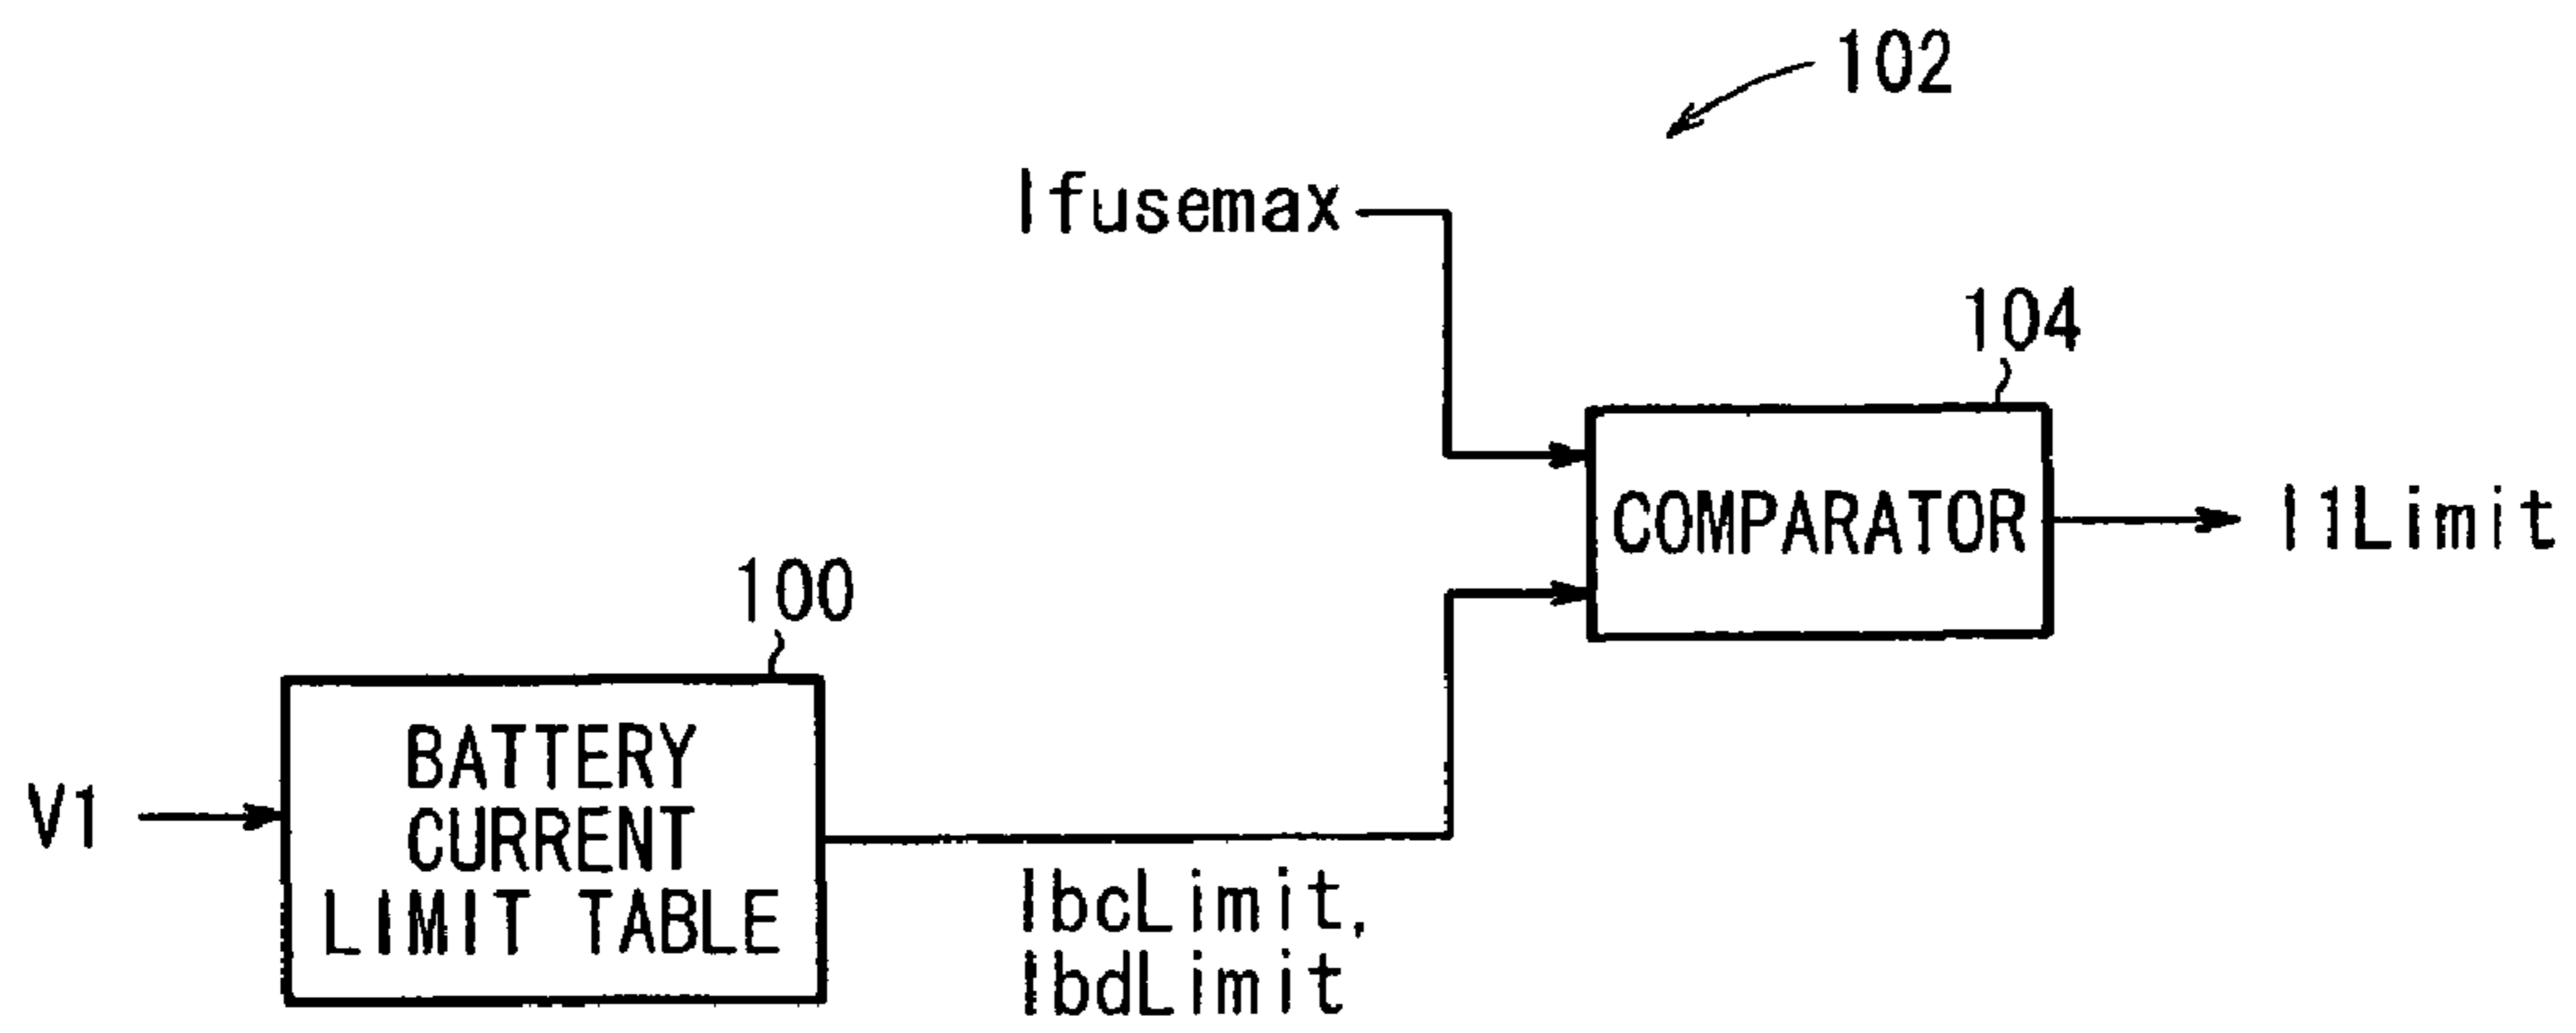 102
Ifusemax
104
COMPARATOR
I1Limit
100
BATTERY
CURRENT
LIMIT TABLE
V1
IbcLimit,
IbdLimit